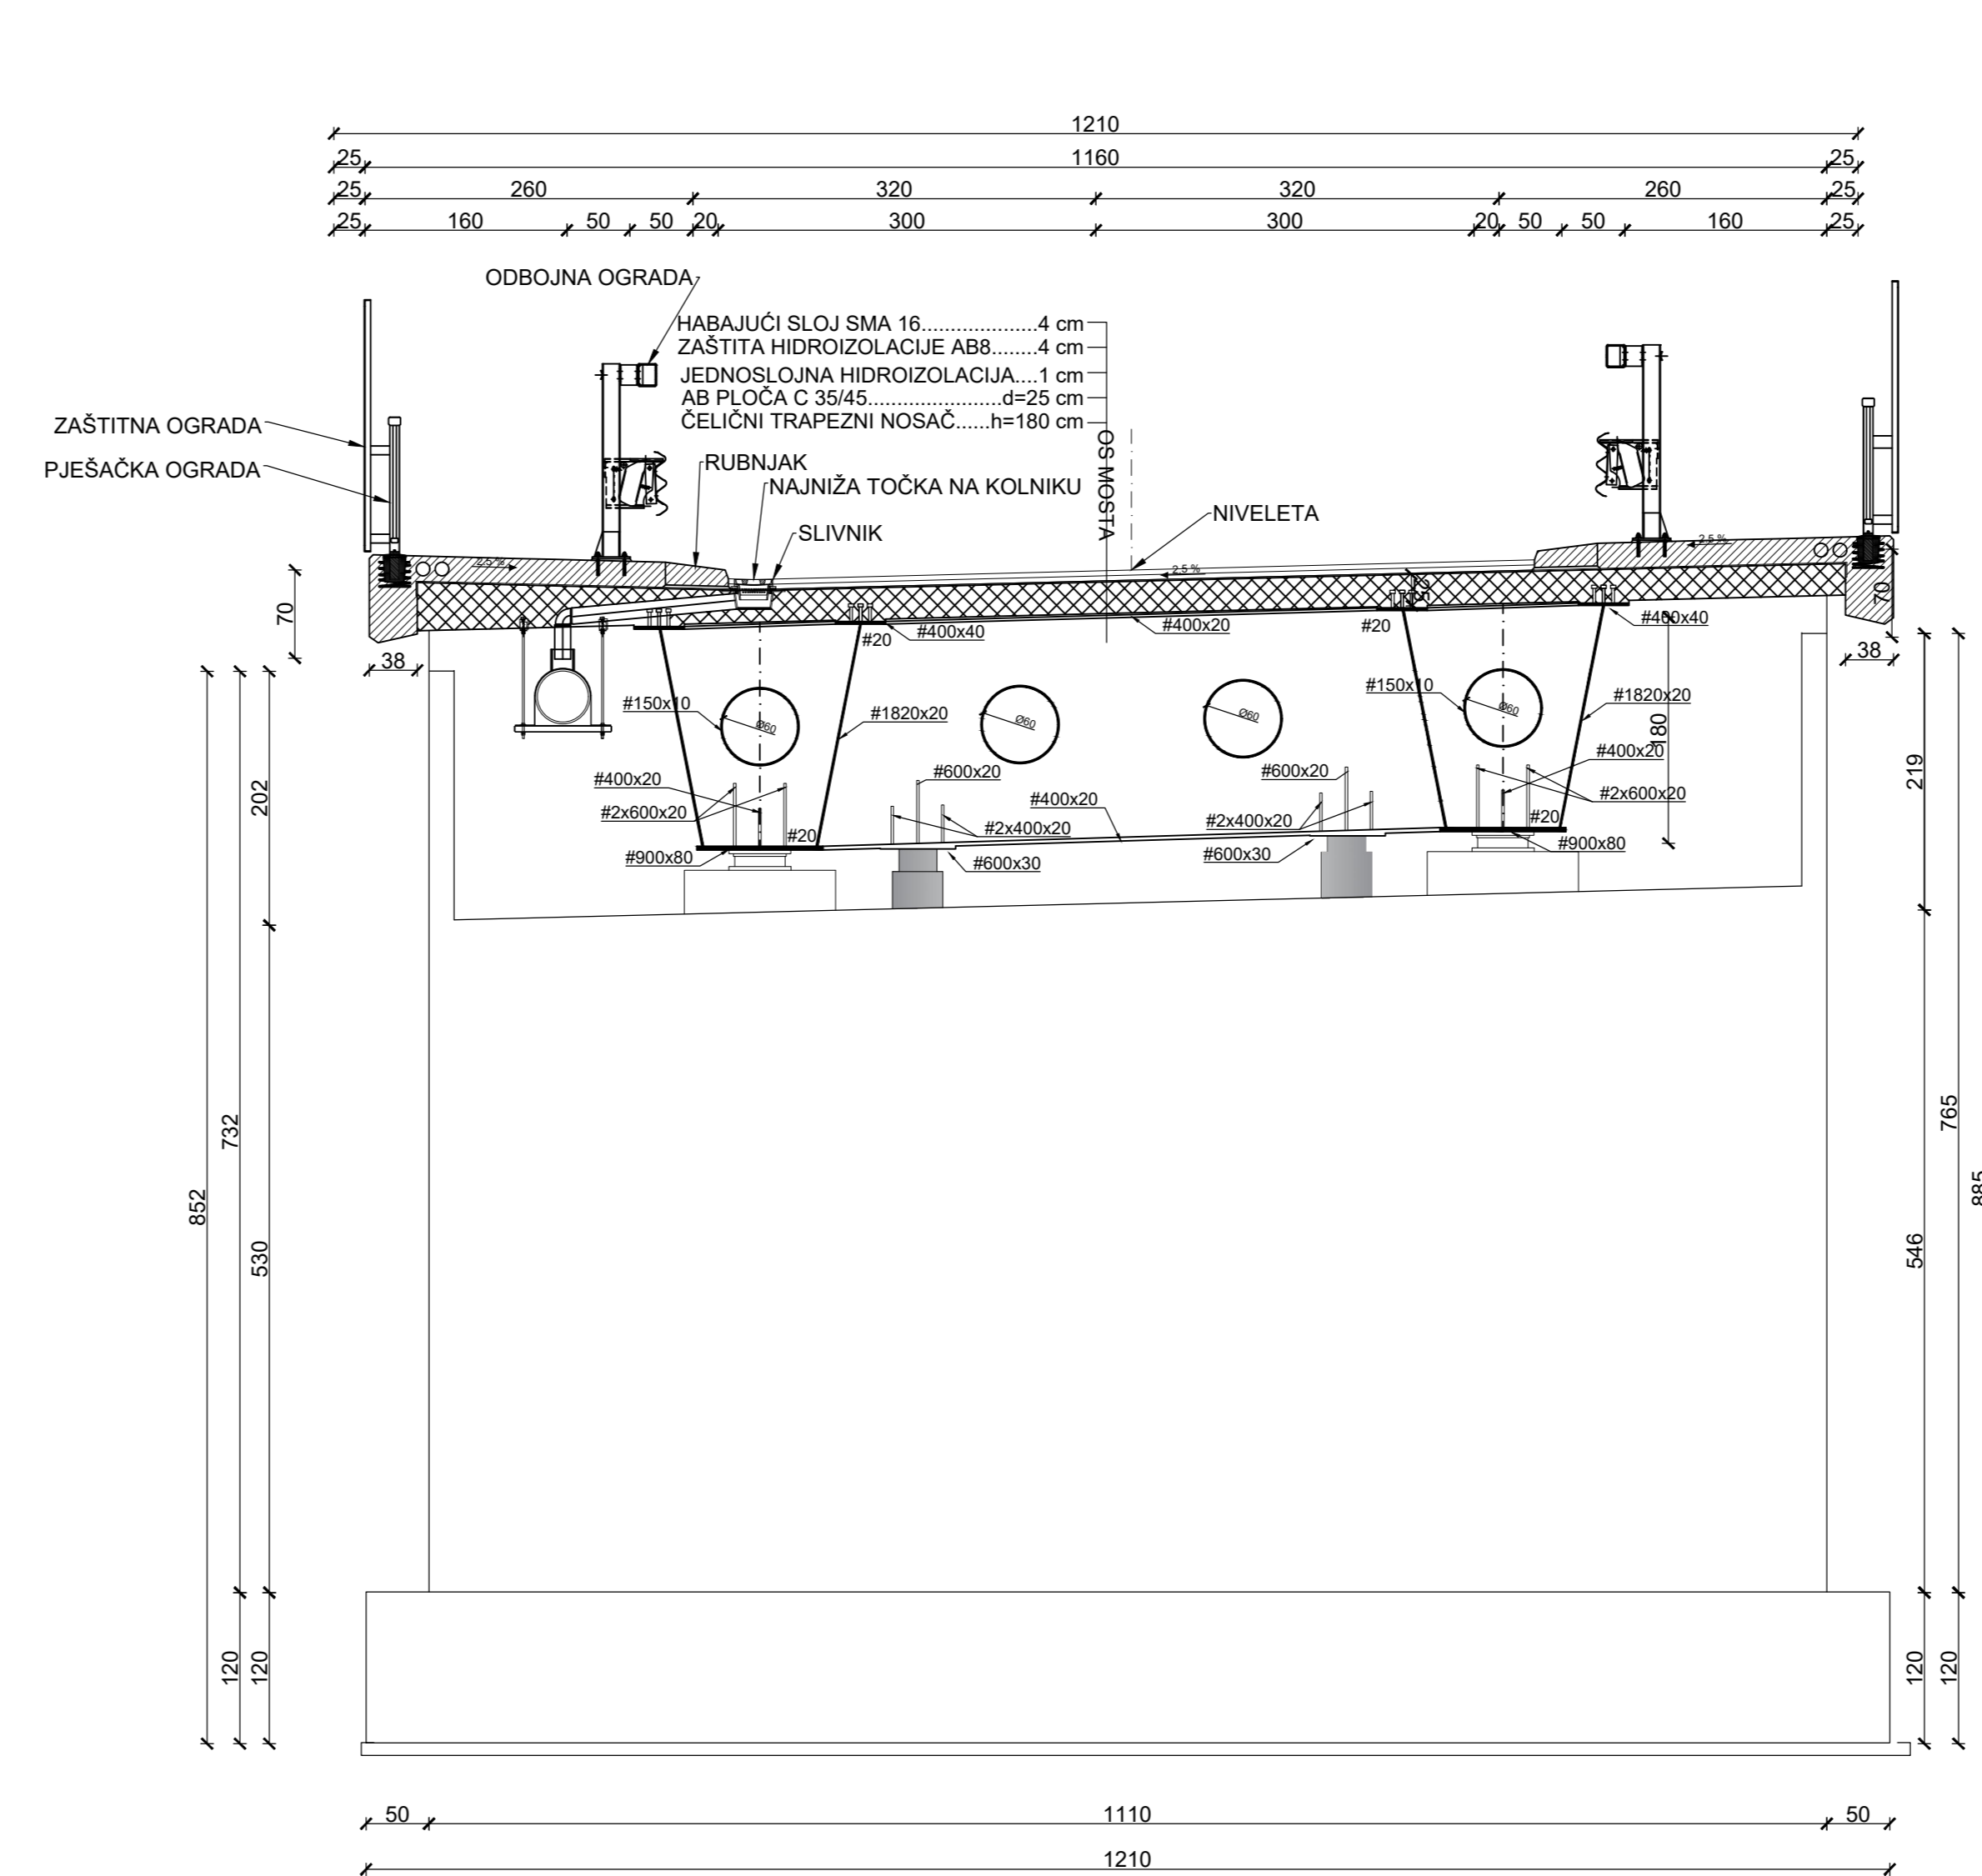 1210
25 1160 25
25 260 320 320 260 25
25 160 50 50 20 300 300 20 50 50 160 25
ODBOJNA OGRADA
HABAJUĆI SLOJ SMA 16....................4 cm
ZAŠTITA HIDROIZOLACIJE AB8........4 cm
JEDNOSLOJNA HIDROIZOLACIJA....1 cm
AB PLOČA C 35/45.......................d=25 cm
ČELIČNI TRAPEZNI NOSAČ......h=180 cm
ZAŠTITNA OGRADA
PJEŠAČKA OGRADA
RUBNJAK
NAJNIŽA TOČKA NA KOLNIKU
SLIVNIK
OS MOSTA
NIVELETA
2.5 %
2.5 %
2.5 %
25
70
70
38
38
#20
#400x40
#400x20
#20
#400x40
#150x10
Ø60
#1820x20
Ø60
Ø60
#150x10
Ø60
#1820x20
180
#400x20
#2x600x20
#20
#900x80
#600x20
#2x400x20
#600x30
#400x20
#600x20
#2x400x20
#600x30
#400x20
#2x600x20
#20
#900x80
202
219
732
852
530
765
885
546
120
120
120
120
50 1110 50
1210